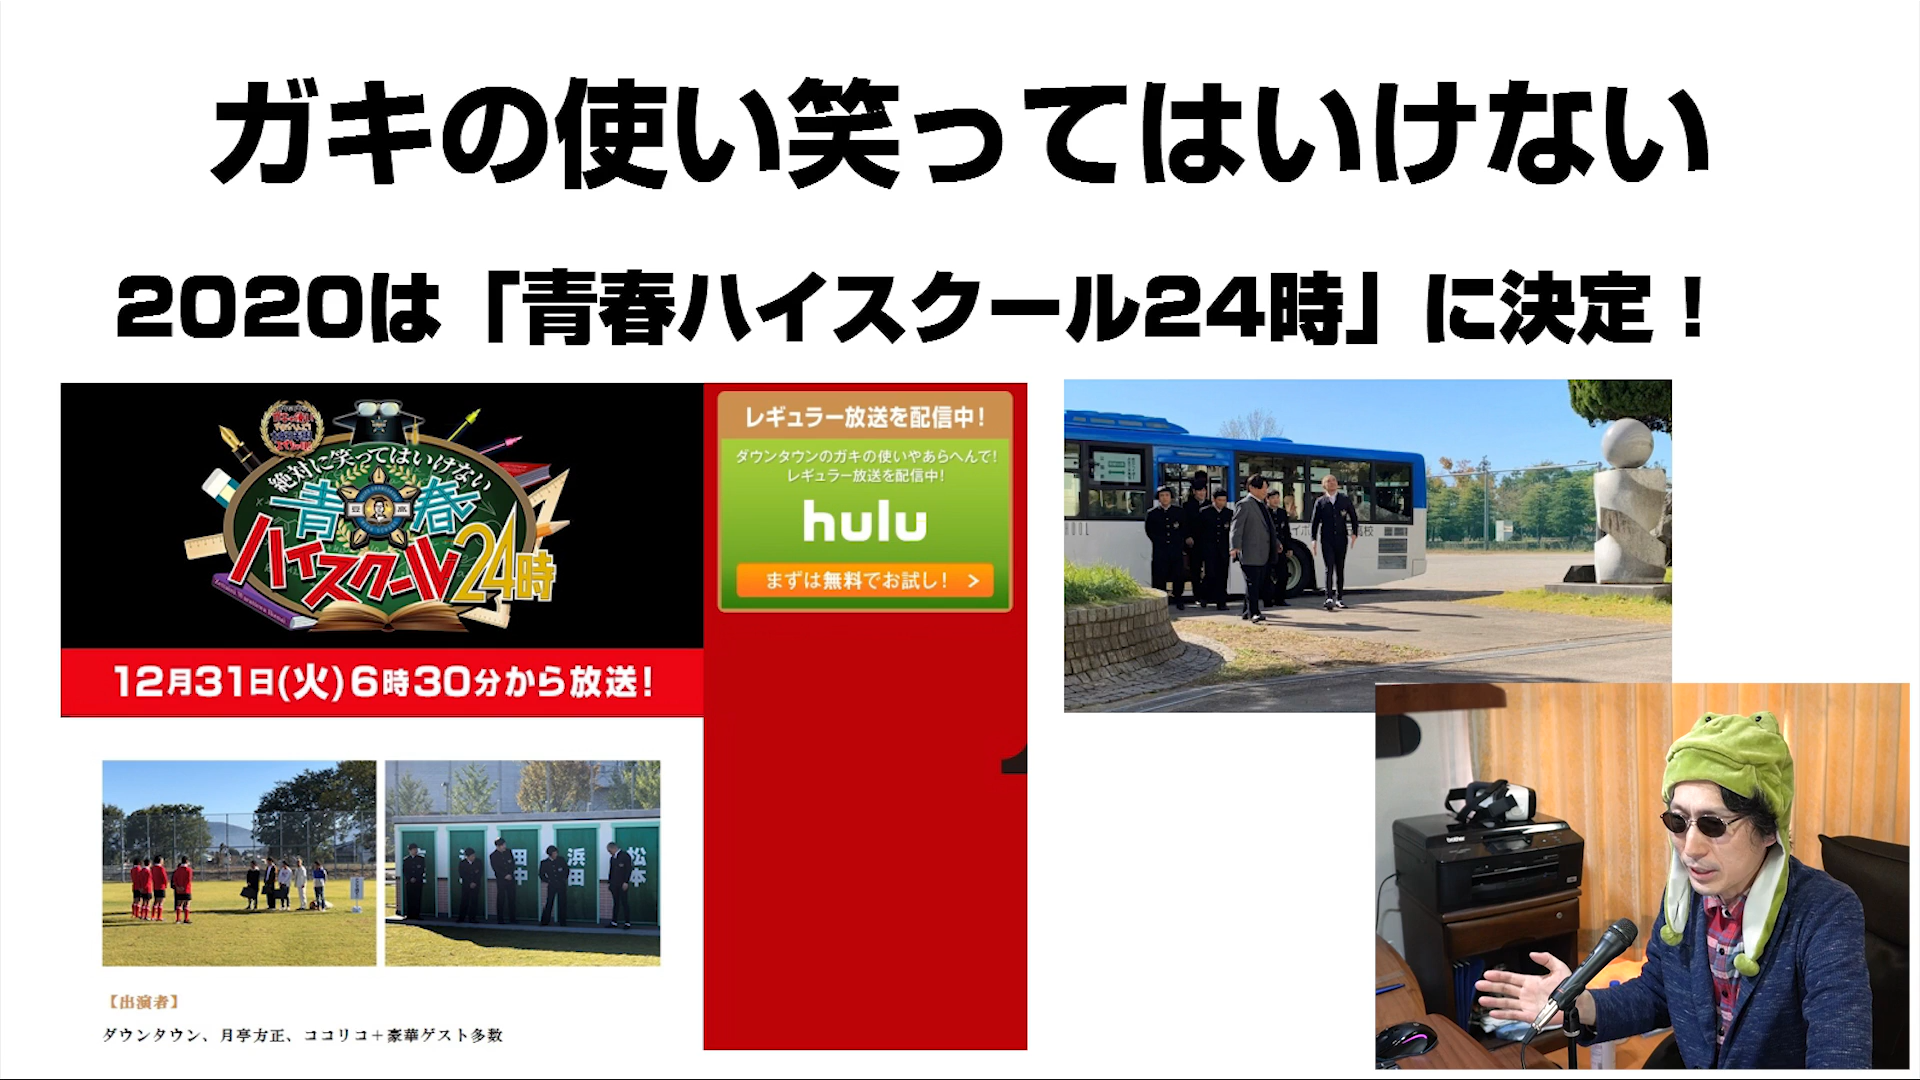 ガキの使い笑ってはいけない
2020は「青春ハイスクール24時」に決定！
絶対に笑ってはいけない
青春
豆高
ハイスクール24時
12月31日(火)6時30分から放送！
レギュラー放送を配信中！
ダウンタウンのガキの使いやあらへんで！
レギュラー放送を配信中！
hulu
まずは無料でお試し！
田中
浜田
松本
【出演者】
ダウンタウン、月亭方正、ココリコ＋豪華ゲスト多数
brother